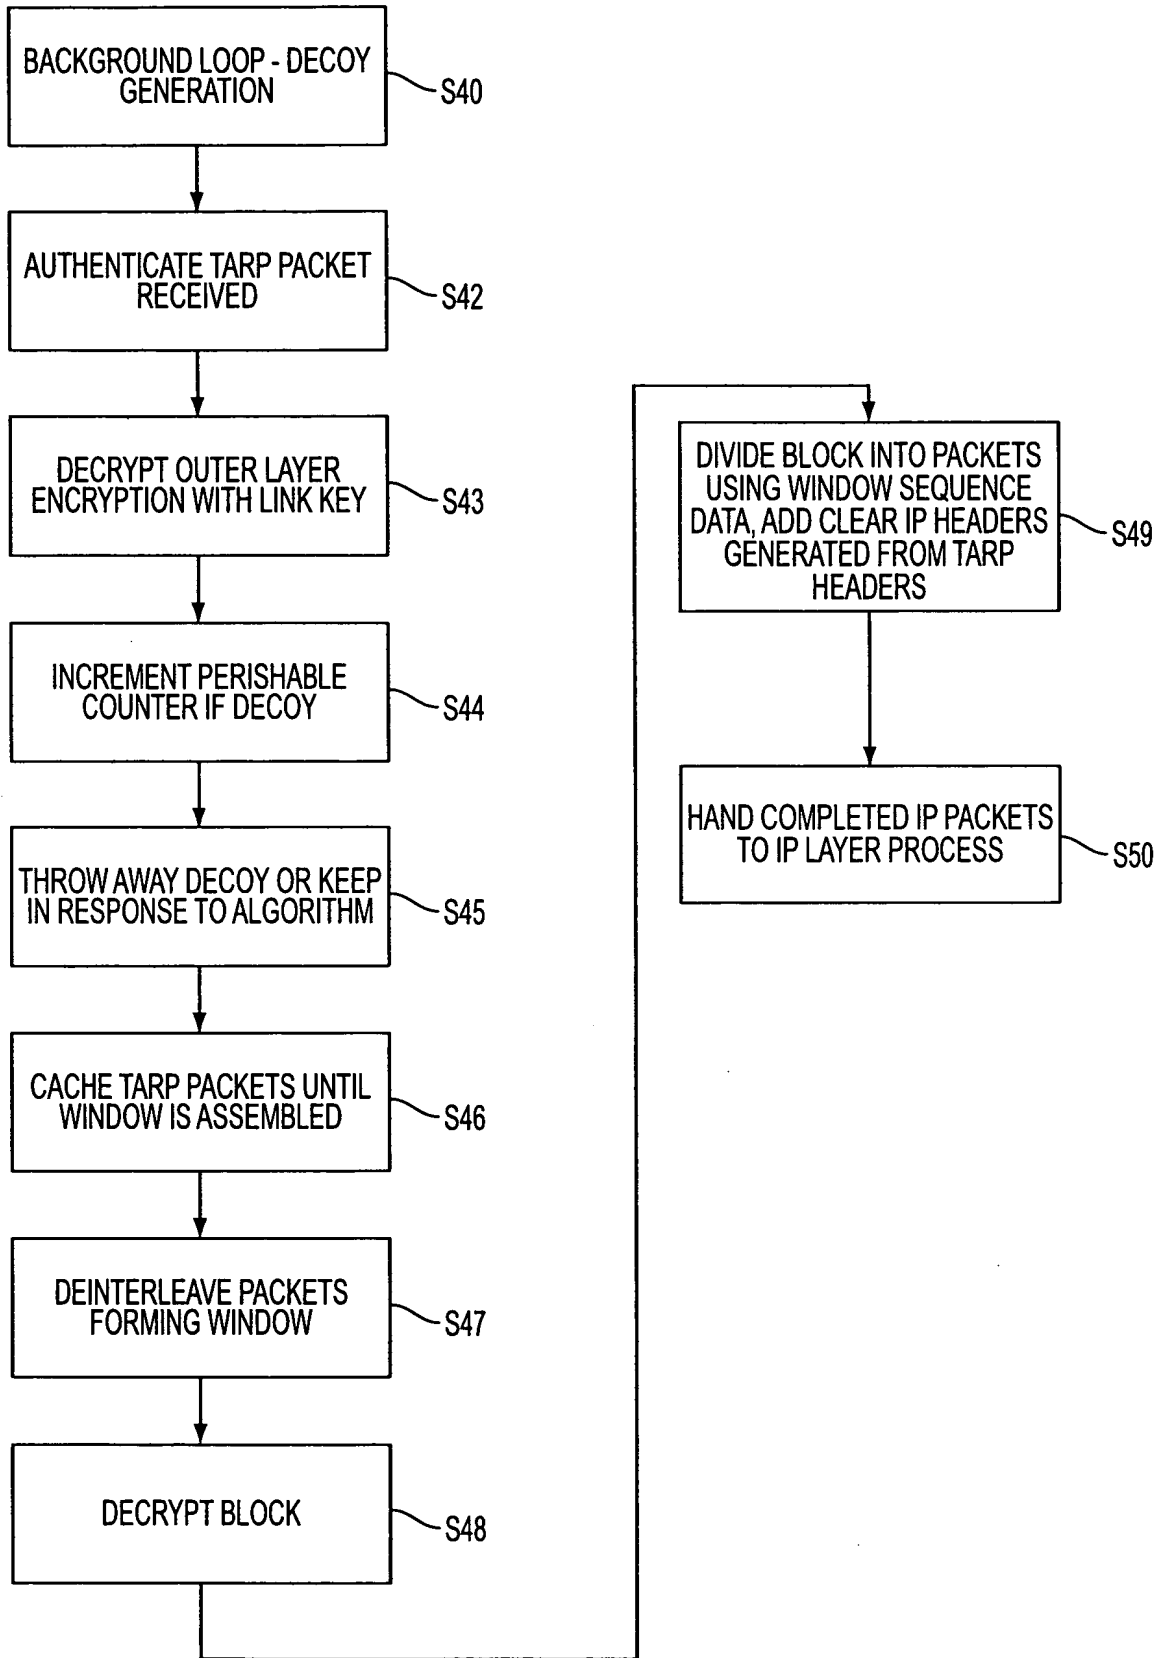 BACKGROUND LOOP - DECOY
GENERATION
S40
AUTHENTICATE TARP PACKET
RECEIVED
S42
DECRYPT OUTER LAYER
ENCRYPTION WITH LINK KEY
S43
INCREMENT PERISHABLE
COUNTER IF DECOY
S44
THROW AWAY DECOY OR KEEP
IN RESPONSE TO ALGORITHM
S45
CACHE TARP PACKETS UNTIL
WINDOW IS ASSEMBLED
S46
DEINTERLEAVE PACKETS
FORMING WINDOW
S47
DECRYPT BLOCK
S48
DIVIDE BLOCK INTO PACKETS
USING WINDOW SEQUENCE
DATA, ADD CLEAR IP HEADERS
GENERATED FROM TARP
HEADERS
S49
HAND COMPLETED IP PACKETS
TO IP LAYER PROCESS
S50